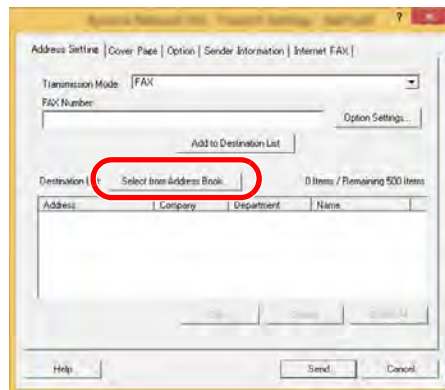 ?
Address Setting Cover Page Option Sender Information Internet FAX
Transmission Mode FAX
FAX Number
Option Settings...
Add to Destination List
Destination List Select from Address Book... 0 Items / Remaining 500 Items
Address Company Department Name
Help Send Cancel